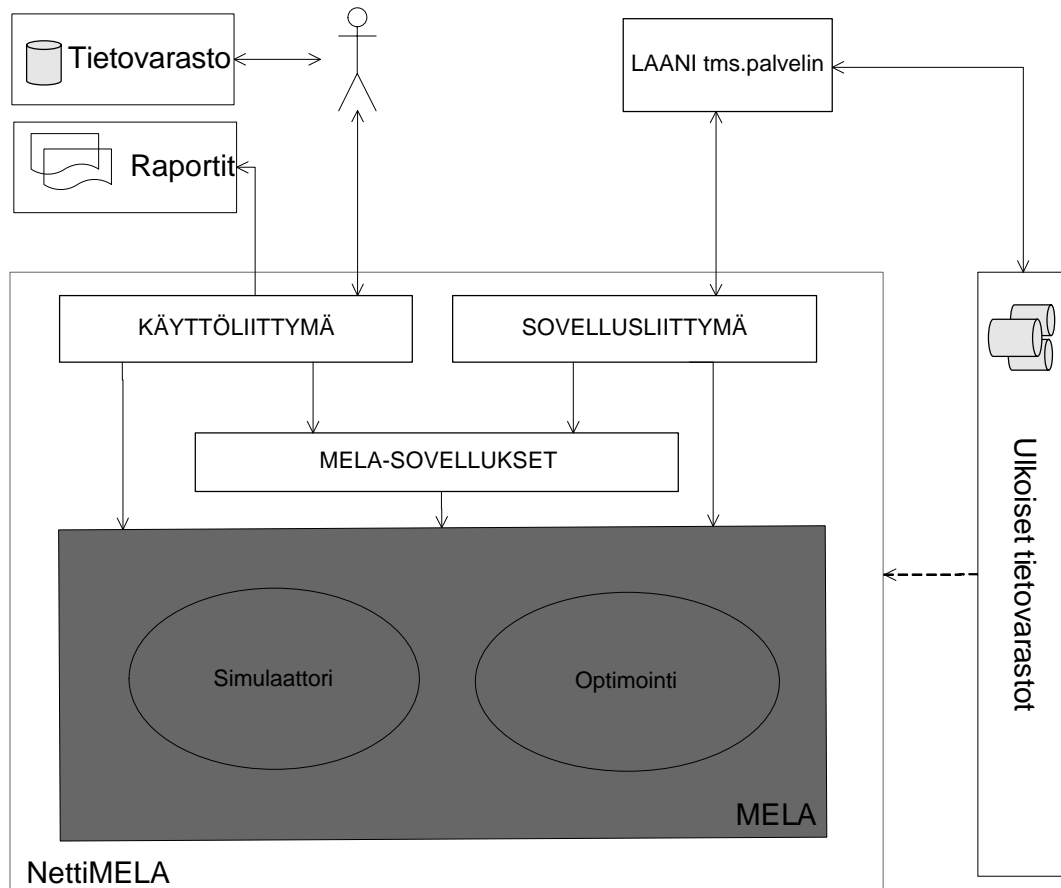 Tietovarasto
LAANI tms.palvelin
Raportit
KÄYTTÖLIITTYMÄ
SOVELLUSLIITTYMÄ
MELA-SOVELLUKSET
Ulkoiset tietovarastot
Simulaattori
Optimointi
MELA
NettiMELA